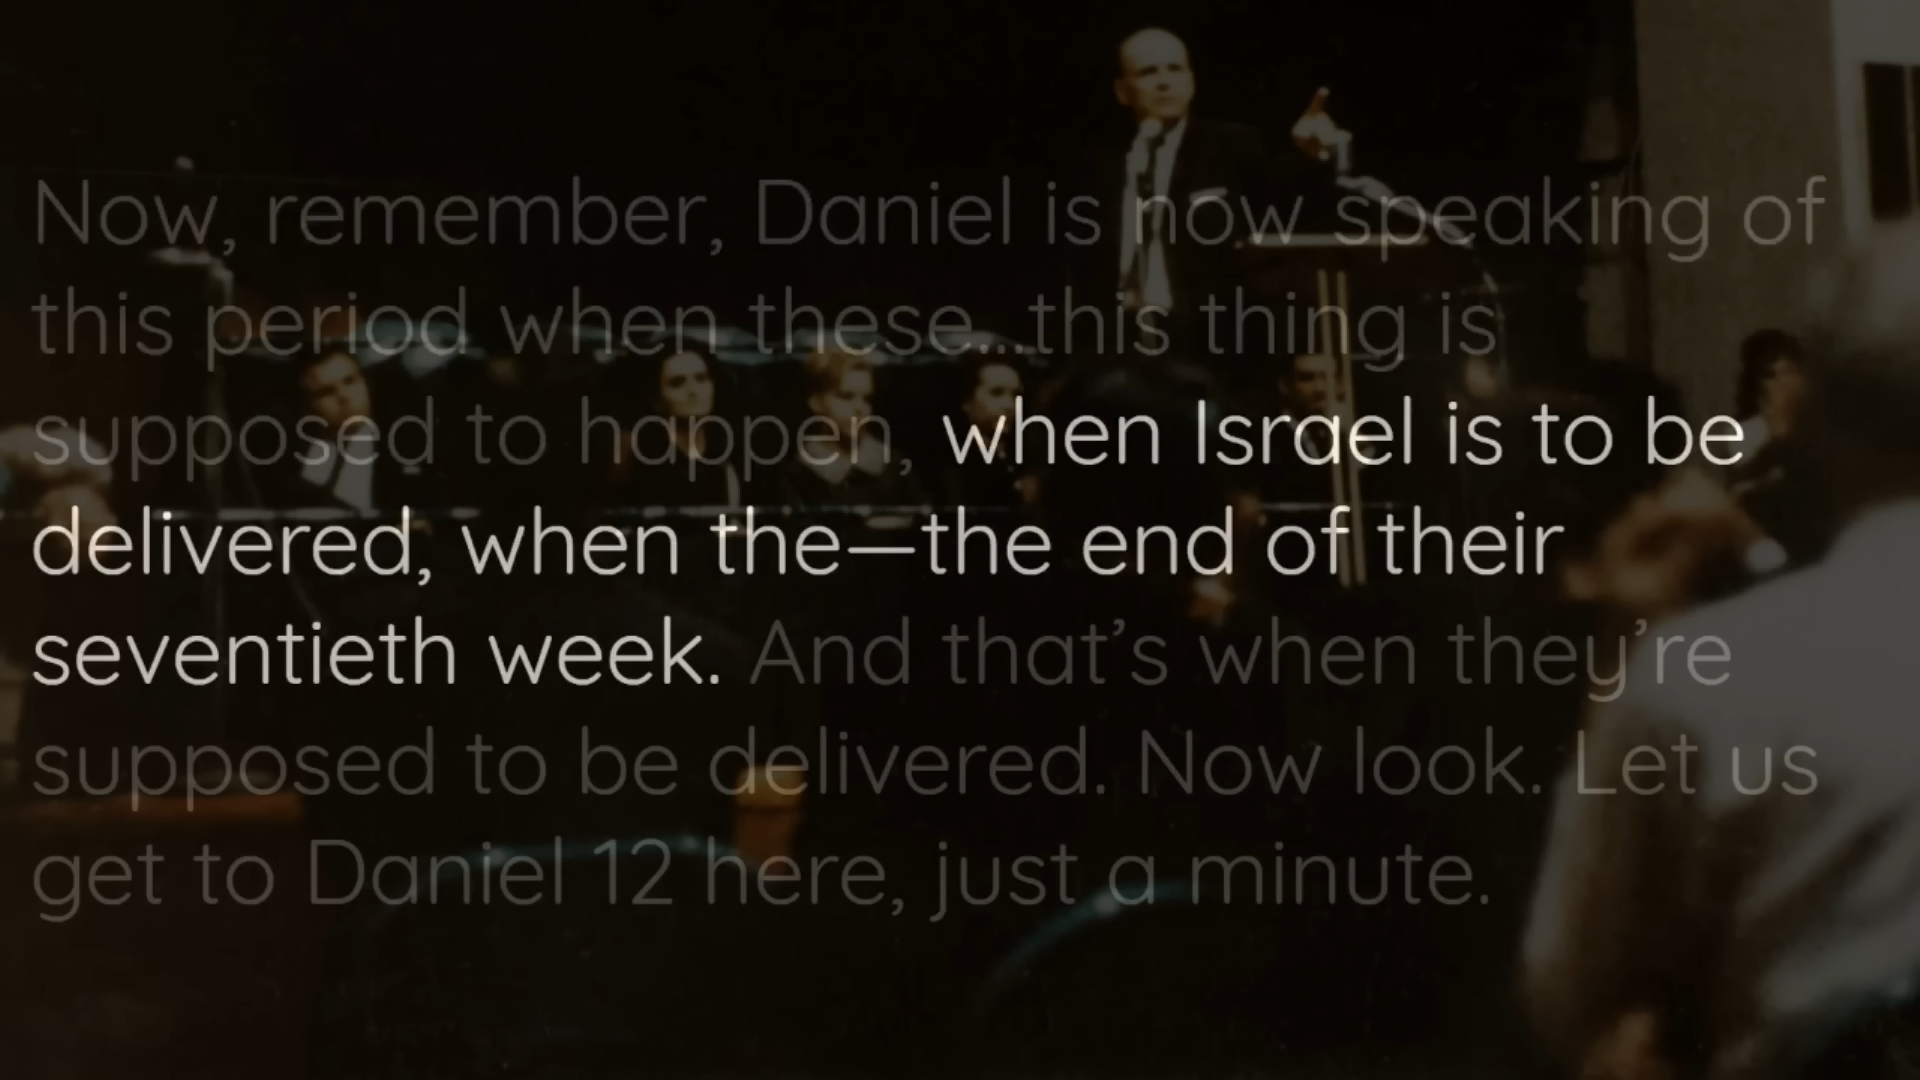 Now, remember, Daniel is now speaking of
this period when these...this thing is
supposed to happen, when Israel is to be
delivered, when the—the end of their
seventieth week. And that’s when they’re
supposed to be delivered. Now look. Let us
get to Daniel 12 here, just a minute.